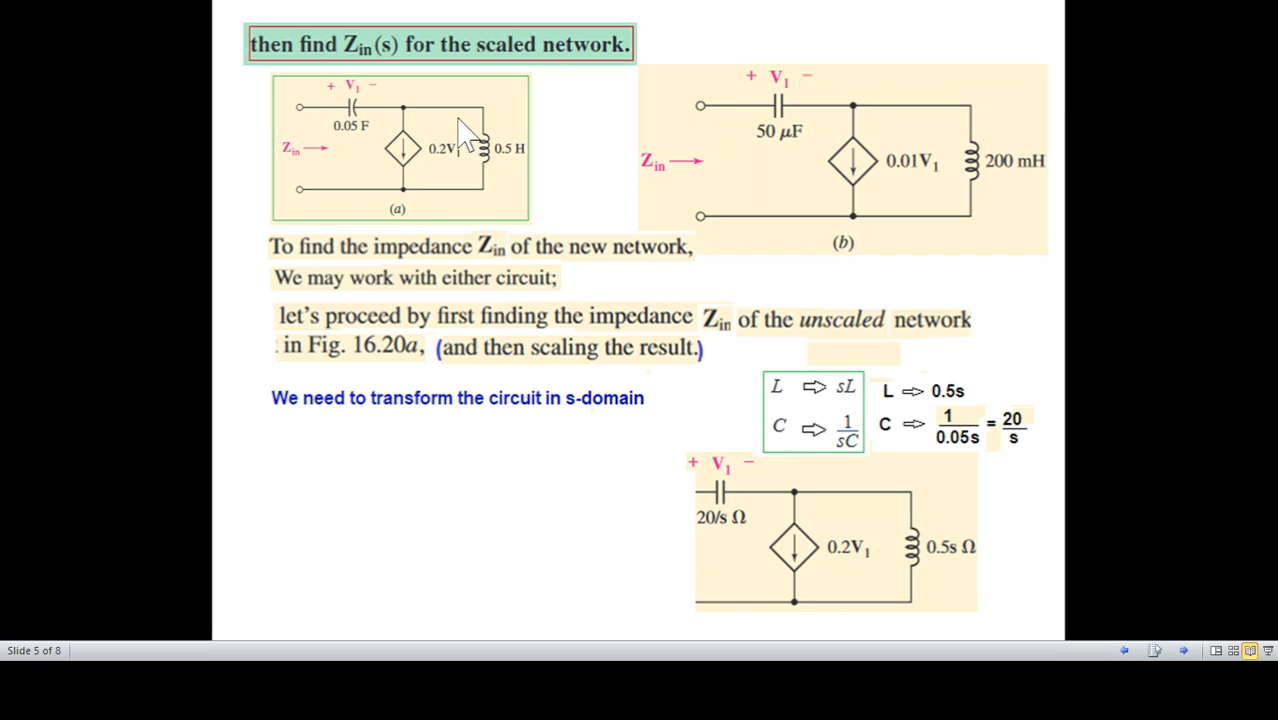 then find Zin(s) for the scaled network.
+ V1 −
0.05 F
Zin
0.2V1
0.5 H
(a)
+ V1 −
50 μF
Zin
0.01V1
200 mH
(b)
To find the impedance Zin of the new network,
We may work with either circuit;
let's proceed by first finding the impedance Zin of the unscaled network
in Fig. 16.20a, (and then scaling the result.)
We need to transform the circuit in s-domain
L ⇨ sL
C ⇨ 1/sC
L ⇨ 0.5s
C ⇨ 1/0.05s = 20/s
+ V1 −
20/s Ω
0.2V1
0.5s Ω
Slide 5 of 8